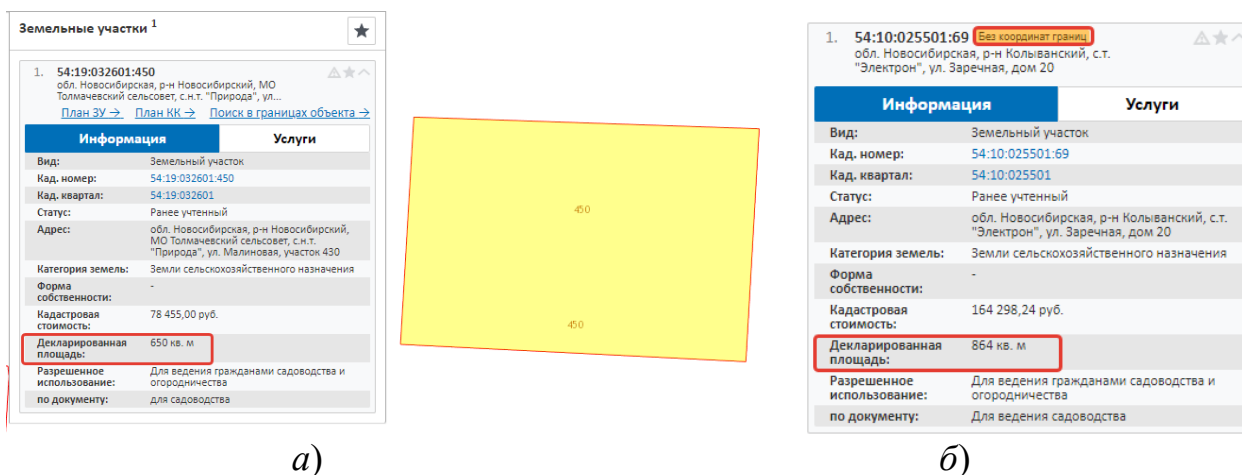 Земельные участки 1
1. 54:19:032601:450
обл. Новосибирская, р-н Новосибирский, МО
Толмачевский сельсовет, с.н.т. "Природа", ул...
План ЗУ → План КК → Поиск в границах объекта →
Информация Услуги
Вид: Земельный участок
Кад. номер: 54:19:032601:450
Кад. квартал: 54:19:032601
Статус: Ранее учтенный
Адрес: обл. Новосибирская, р-н Новосибирский,
МО Толмачевский сельсовет, с.н.т.
"Природа", ул. Малиновая, участок 430
Категория земель: Земли сельскохозяйственного назначения
Форма
собственности: -
Кадастровая
стоимость: 78 455,00 руб.
Декларированная
площадь: 650 кв. м
Разрешенное
использование: Для ведения гражданами садоводства и
огородничества
по документу: для садоводства
450
450
а)
1. 54:10:025501:69 Без координат границ
обл. Новосибирская, р-н Колыванский, с.т.
"Электрон", ул. Заречная, дом 20
Информация Услуги
Вид: Земельный участок
Кад. номер: 54:10:025501:69
Кад. квартал: 54:10:025501
Статус: Ранее учтенный
Адрес: обл. Новосибирская, р-н Колыванский, с.т.
"Электрон", ул. Заречная, дом 20
Категория земель: Земли сельскохозяйственного назначения
Форма
собственности: -
Кадастровая
стоимость: 164 298,24 руб.
Декларированная
площадь: 864 кв. м
Разрешенное
использование: Для ведения гражданами садоводства и
огородничества
по документу: Для ведения садоводства
б)